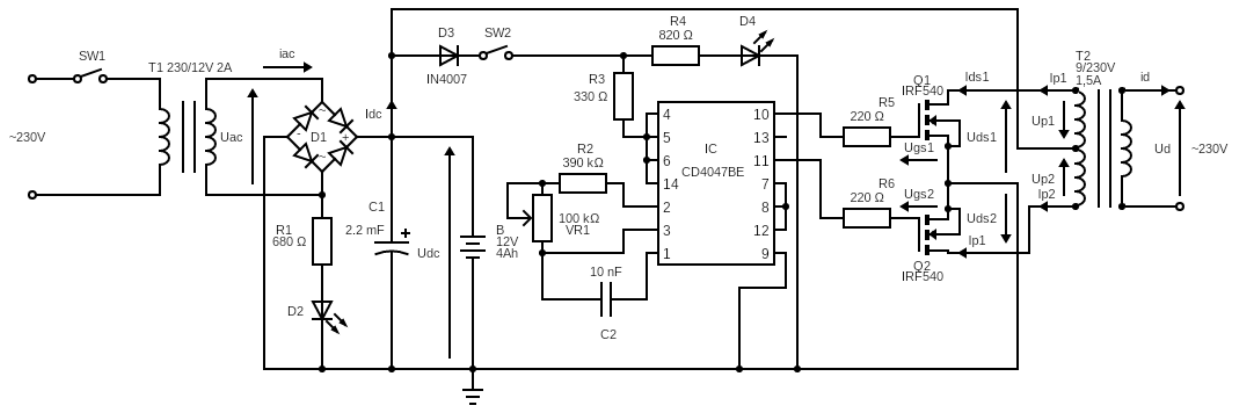 SW1
~230V
T1 230/12V 2A
iac
Uac
D1
~
-
+
~
R1
680 Ω
D2
Idc
C1
2.2 mF
+
Udc
B
12V
4Ah
D3
IN4007
SW2
R4
820 Ω
D4
R3
330 Ω
R2
390 kΩ
100 kΩ
VR1
10 nF
C2
IC
CD4047BE
4
5
6
14
2
3
1
10
13
11
7
8
12
9
R5
220 Ω
R6
220 Ω
Q1
IRF540
Ugs1
Ugs2
Q2
IRF540
Ids1
Uds1
Uds2
Ip1
Ip1
Up1
Up2
Ip2
T2
9/230V
1,5A
id
Ud
~230V